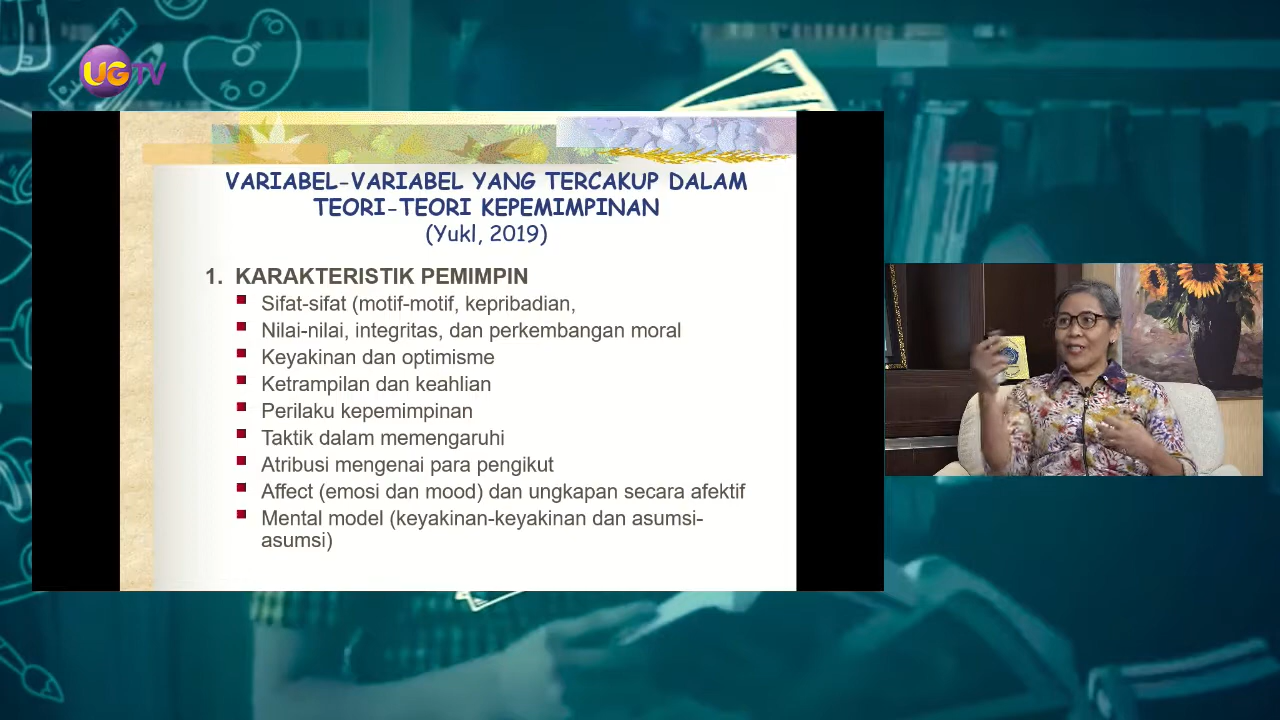 UGTV
VARIABEL-VARIABEL YANG TERCAKUP DALAM
TEORI-TEORI KEPEMIMPINAN
(Yukl, 2019)
1. KARAKTERISTIK PEMIMPIN
Sifat-sifat (motif-motif, kepribadian,
Nilai-nilai, integritas, dan perkembangan moral
Keyakinan dan optimisme
Ketrampilan dan keahlian
Perilaku kepemimpinan
Taktik dalam memengaruhi
Atribusi mengenai para pengikut
Affect (emosi dan mood) dan ungkapan secara afektif
Mental model (keyakinan-keyakinan dan asumsi-
asumsi)